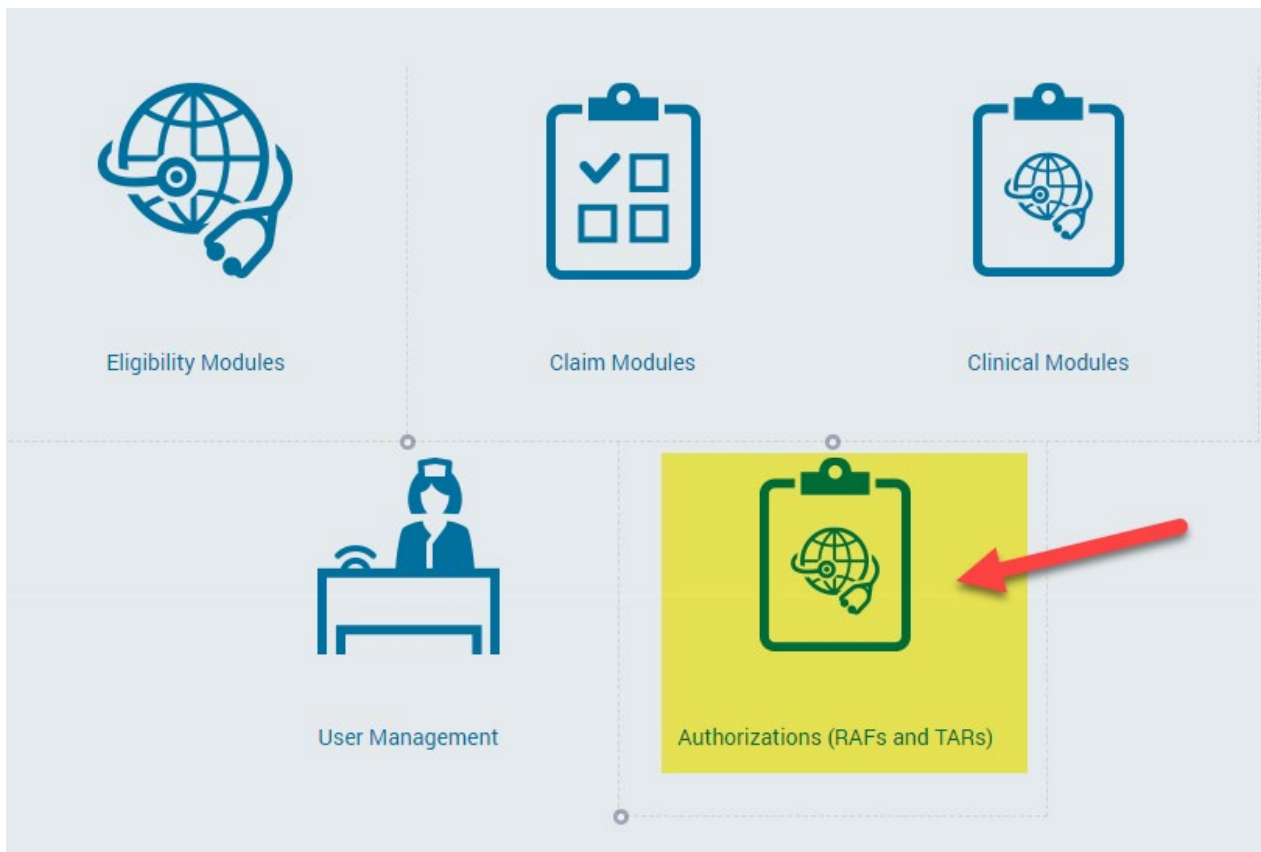 Eligibility Modules
Claim Modules
Clinical Modules
User Management
Authorizations (RAFs and TARs)